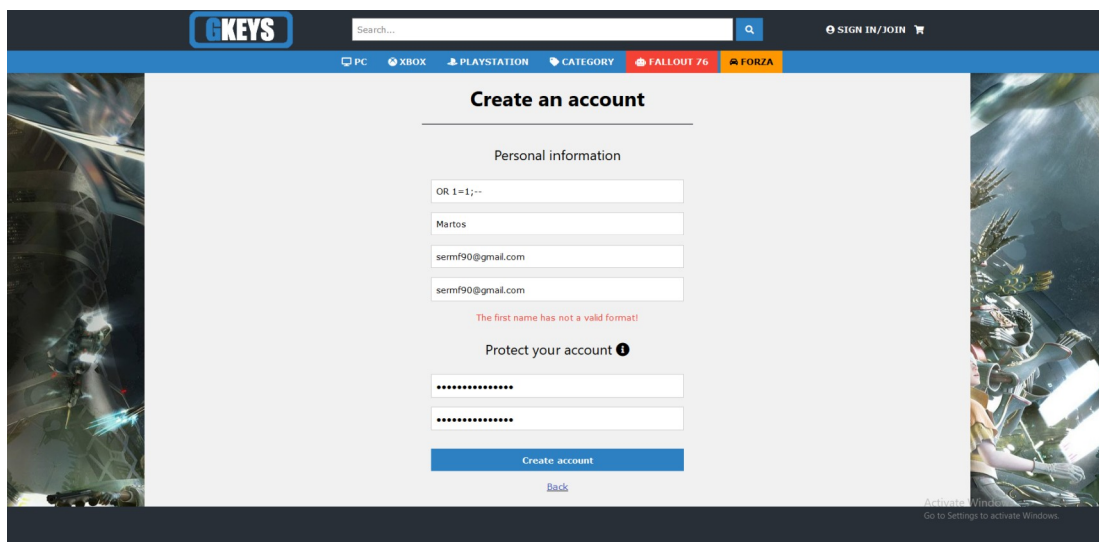 GKEYS
Search...
SIGN IN/JOIN
PC XBOX PLAYSTATION CATEGORY FALLOUT 76 FORZA
Create an account
Personal information
OR 1=1;--
Martos
sermf90@gmail.com
sermf90@gmail.com
The first name has not a valid format!
Protect your account
•••••••••••••••
•••••••••••••••
Create account
Back
Activate Windows
Go to Settings to activate Windows.